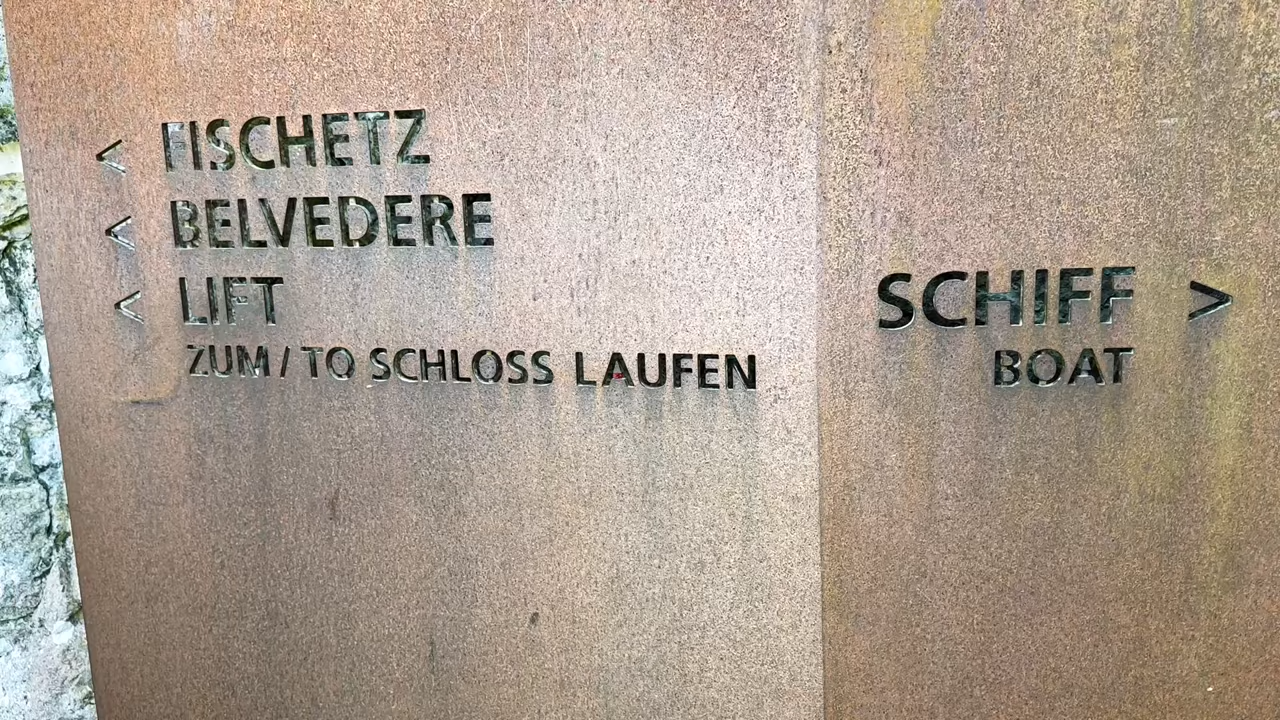 < FISCHETZ
< BELVEDERE
< LIFT
ZUM / TO SCHLOSS LAUFEN
SCHIFF >
BOAT